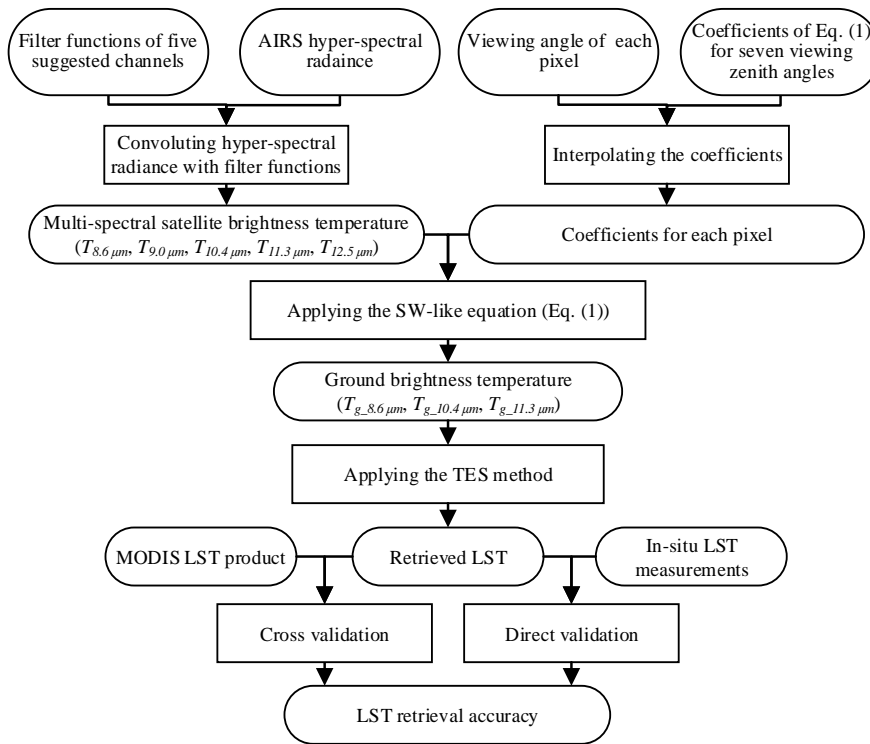 Filter functions of five
suggested channels
AIRS hyper-spectral
radaince
Viewing angle of each
pixel
Coefficients of Eq. (1)
for seven viewing
zenith angles
Convoluting hyper-spectral
radiance with filter functions
Interpolating the coefficients
Multi-spectral satellite brightness temperature
(T8.6 μm, T9.0 μm, T10.4 μm, T11.3 μm, T12.5 μm)
Coefficients for each pixel
Applying the SW-like equation (Eq. (1))
Ground brightness temperature
(Tg_8.6 μm, Tg_10.4 μm, Tg_11.3 μm)
Applying the TES method
MODIS LST product
Retrieved LST
In-situ LST
measurements
Cross validation
Direct validation
LST retrieval accuracy